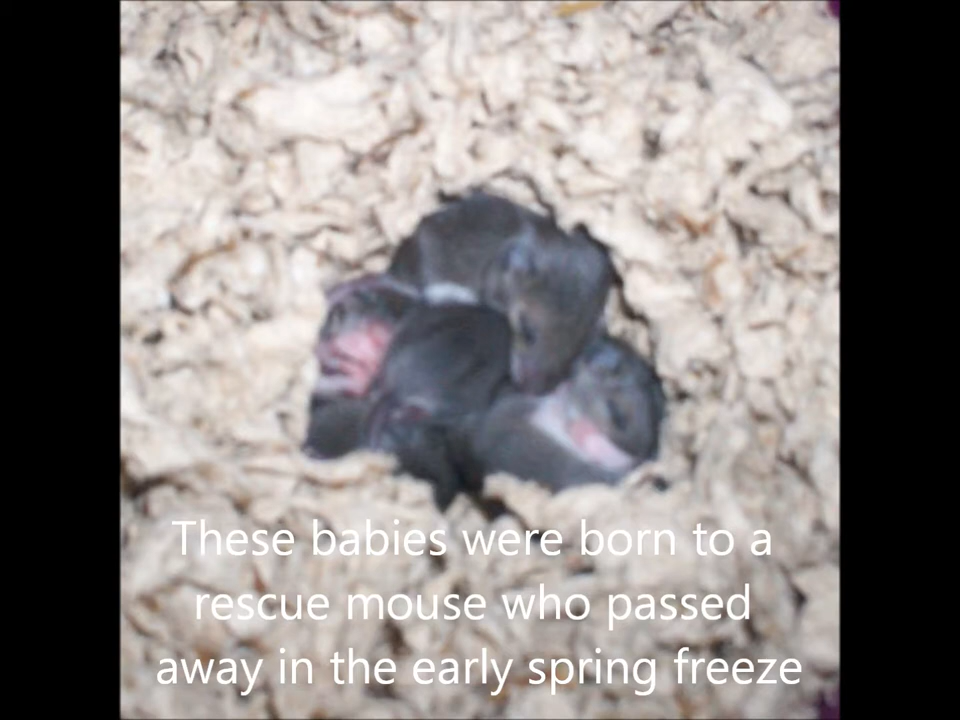 These babies were born to a
rescue mouse who passed
away in the early spring freeze